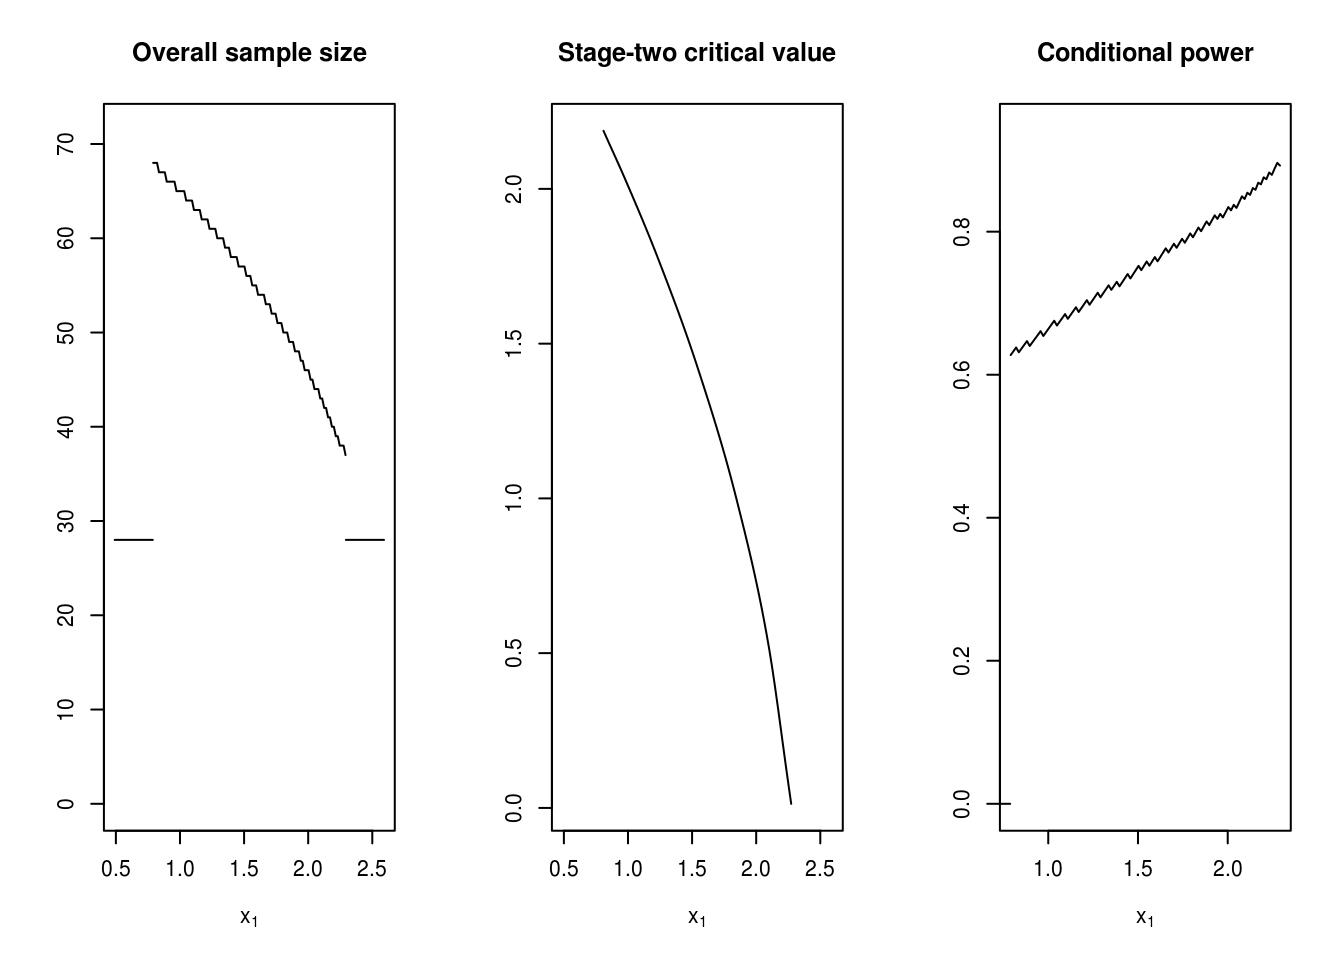 Overall sample size
70
60
50
40
30
20
10
0
0.5 1.0 1.5 2.0 2.5
x1
Stage-two critical value
2.0
1.5
1.0
0.5
0.0
0.5 1.0 1.5 2.0 2.5
x1
Conditional power
0.8
0.6
0.4
0.2
0.0
1.0 1.5 2.0
x1